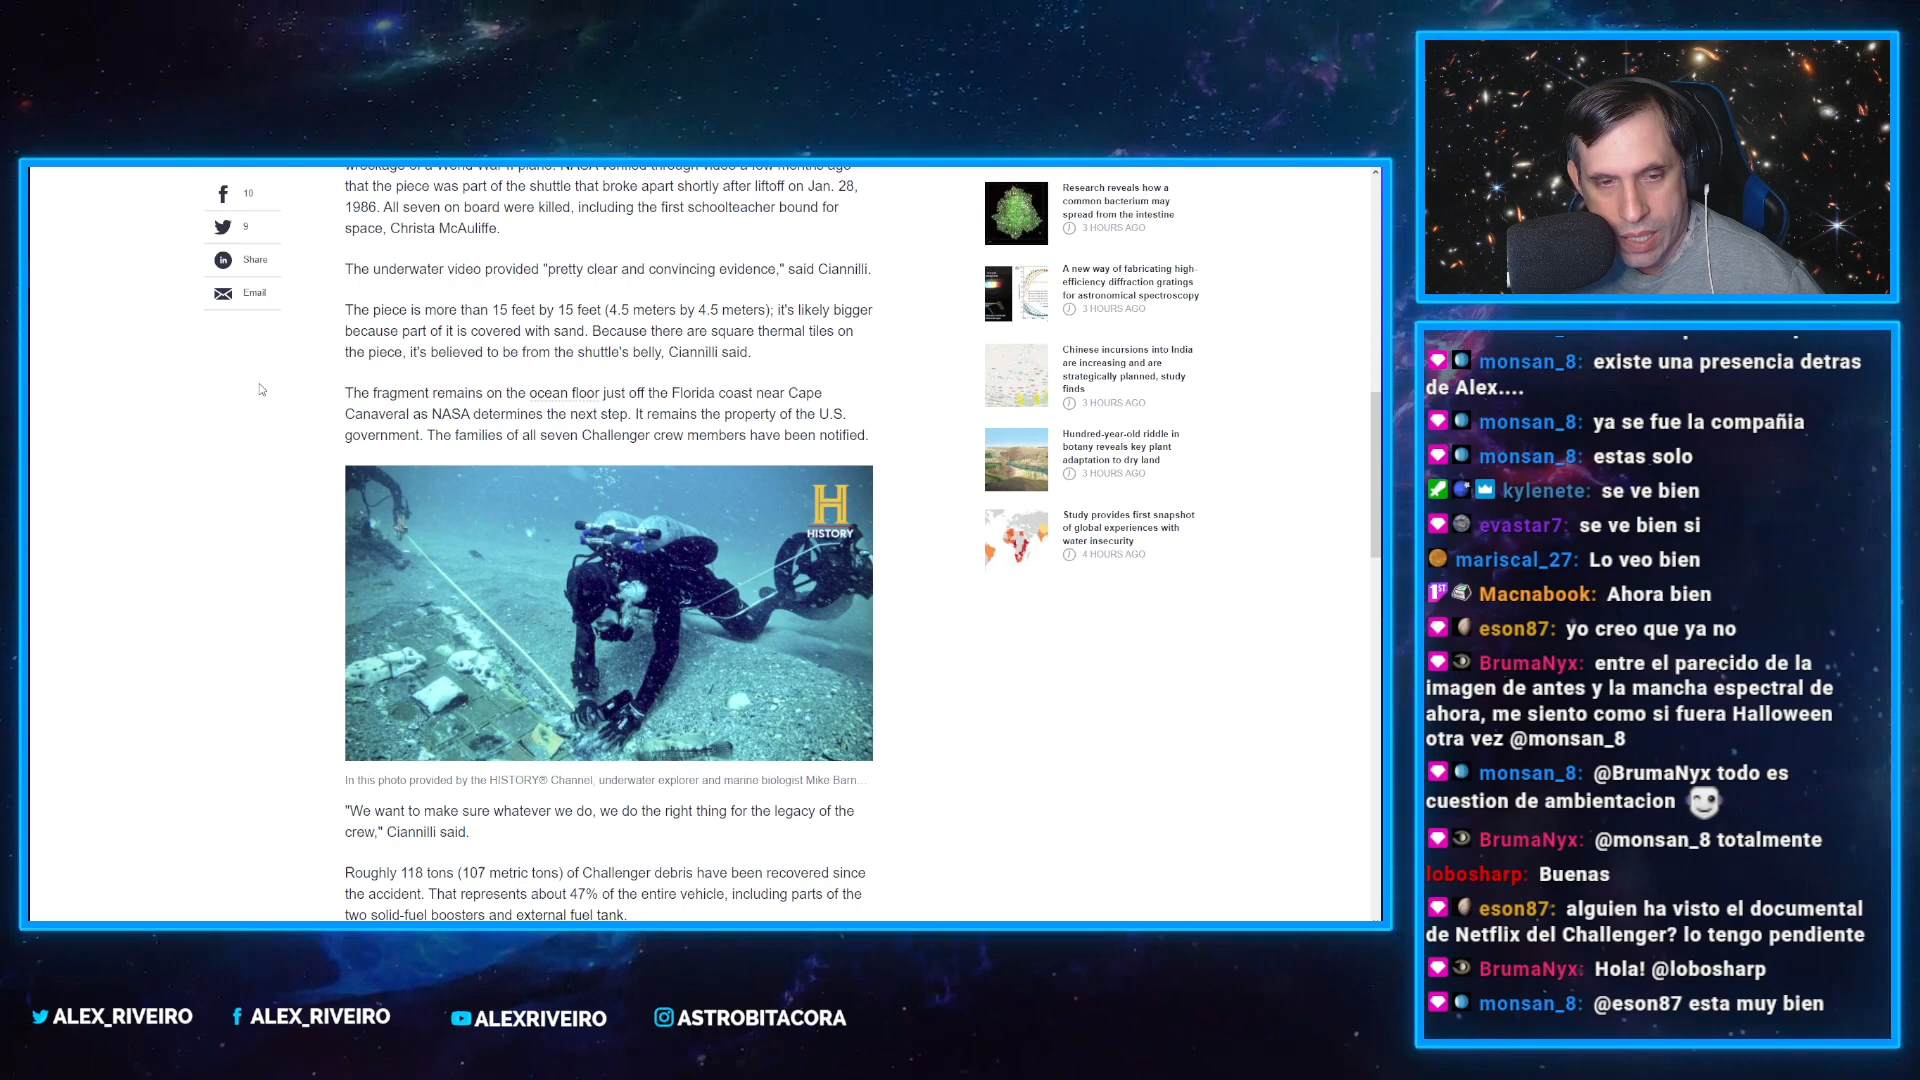 10
9
Share
Email
that the piece was part of the shuttle that broke apart shortly after liftoff on Jan. 28,
1986. All seven on board were killed, including the first schoolteacher bound for
space, Christa McAuliffe.
The underwater video provided "pretty clear and convincing evidence," said Ciannilli.
The piece is more than 15 feet by 15 feet (4.5 meters by 4.5 meters); it's likely bigger
because part of it is covered with sand. Because there are square thermal tiles on
the piece, it's believed to be from the shuttle's belly, Ciannilli said.
The fragment remains on the ocean floor just off the Florida coast near Cape
Canaveral as NASA determines the next step. It remains the property of the U.S.
government. The families of all seven Challenger crew members have been notified.
H
HISTORY
In this photo provided by the HISTORY® Channel, underwater explorer and marine biologist Mike Barn...
"We want to make sure whatever we do, we do the right thing for the legacy of the
crew," Ciannilli said.
Roughly 118 tons (107 metric tons) of Challenger debris have been recovered since
the accident. That represents about 47% of the entire vehicle, including parts of the
two solid-fuel boosters and external fuel tank.
Research reveals how a
common bacterium may
spread from the intestine
3 HOURS AGO
A new way of fabricating high-
efficiency diffraction gratings
for astronomical spectroscopy
3 HOURS AGO
Chinese incursions into India
are increasing and are
strategically planned, study
finds
3 HOURS AGO
Hundred-year-old riddle in
botany reveals key plant
adaptation to dry land
3 HOURS AGO
Study provides first snapshot
of global experiences with
water insecurity
4 HOURS AGO
monsan_8: existe una presencia detras
de Alex....
monsan_8: ya se fue la compañia
monsan_8: estas solo
kylenete: se ve bien
evastar7: se ve bien si
mariscal_27: Lo veo bien
1ST Macnabook: Ahora bien
eson87: yo creo que ya no
BrumaNyx: entre el parecido de la
imagen de antes y la mancha espectral de
ahora, me siento como si fuera Halloween
otra vez @monsan_8
monsan_8: @BrumaNyx todo es
cuestion de ambientacion
BrumaNyx: @monsan_8 totalmente
lobosharp: Buenas
eson87: alguien ha visto el documental
de Netflix del Challenger? lo tengo pendiente
BrumaNyx: Hola! @lobosharp
monsan_8: @eson87 esta muy bien
ALEX_RIVEIRO
ALEX_RIVEIRO
ALEXRIVEIRO
ASTROBITACORA